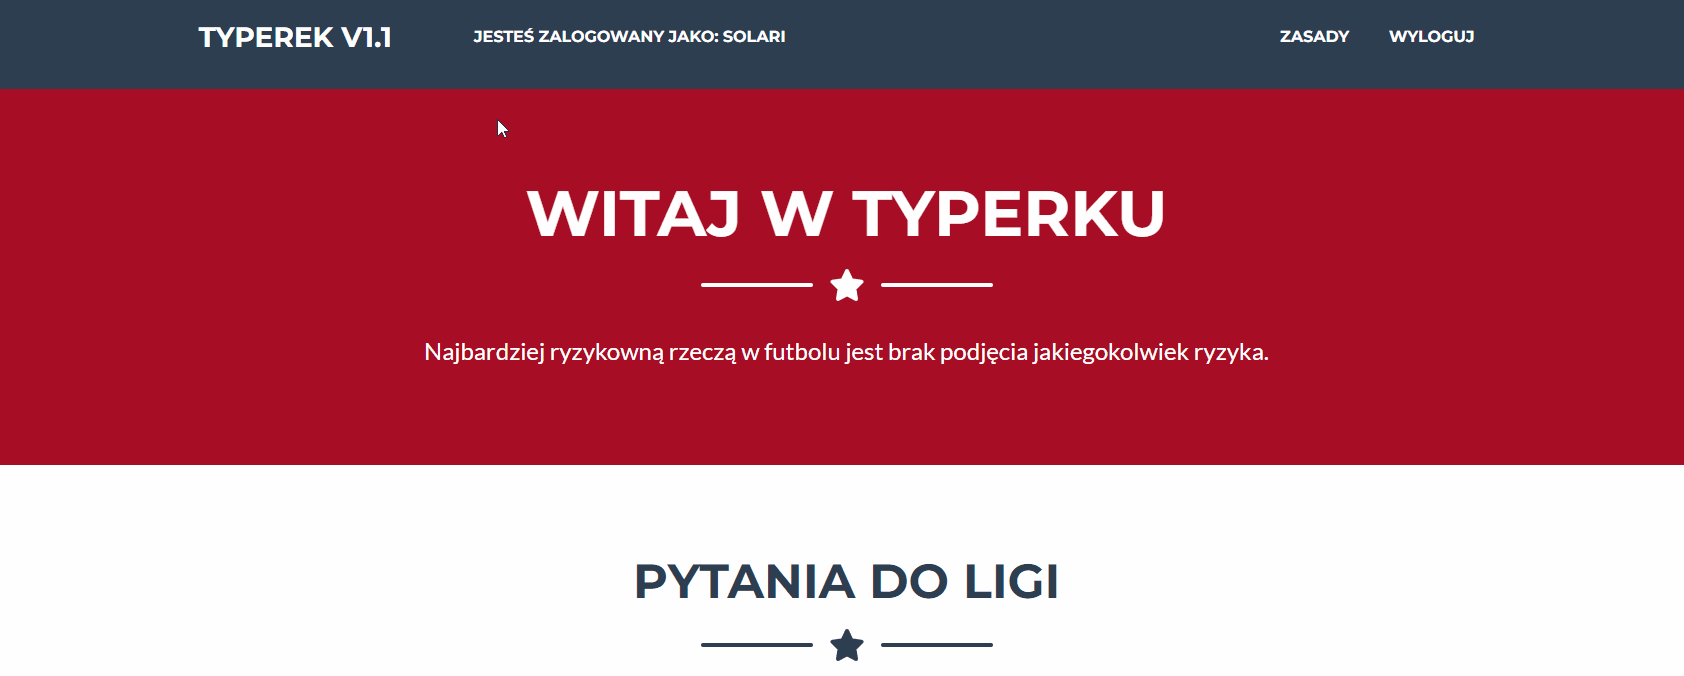 TYPEREK V1.1
JESTEŚ ZALOGOWANY JAKO: SOLARI
ZASADY
WYLOGUJ
WITAJ W TYPERKU
Najbardziej ryzykowną rzeczą w futbolu jest brak podjęcia jakiegokolwiek ryzyka.
PYTANIA DO LIGI